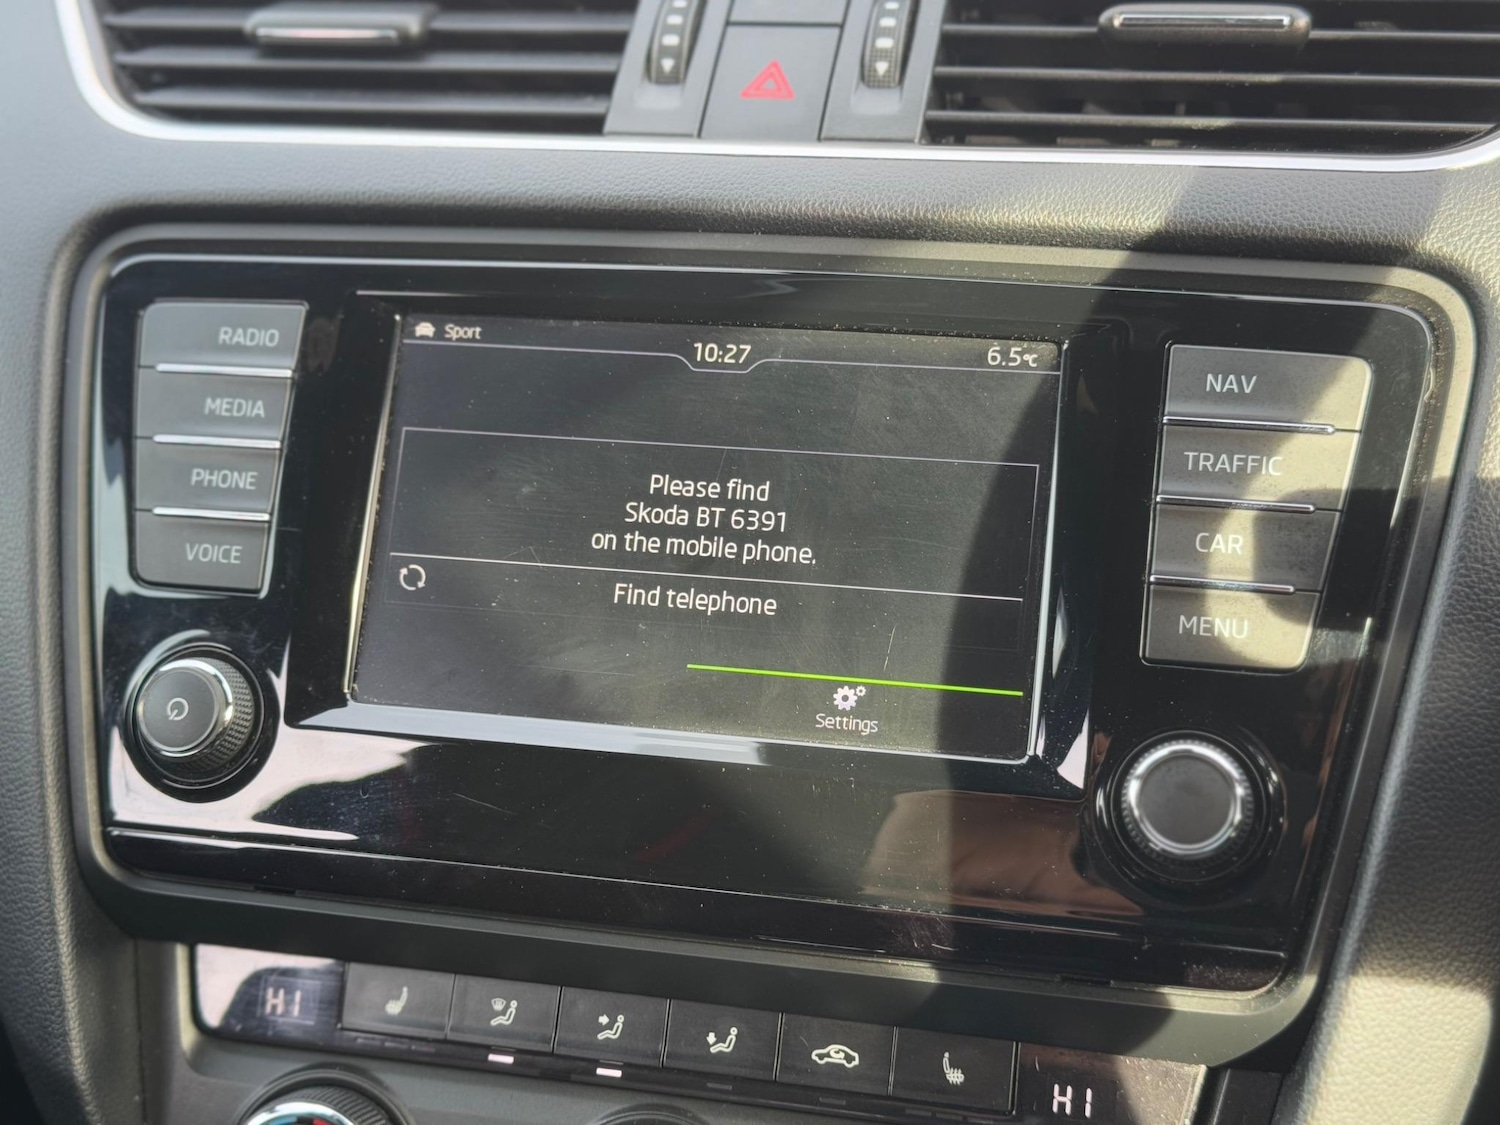 Sport
10:27
6.5°C
RADIO
MEDIA
PHONE
VOICE
NAV
TRAFFIC
CAR
MENU
Please find
Skoda BT 6391
on the mobile phone.
Find telephone
Settings
HI
HI